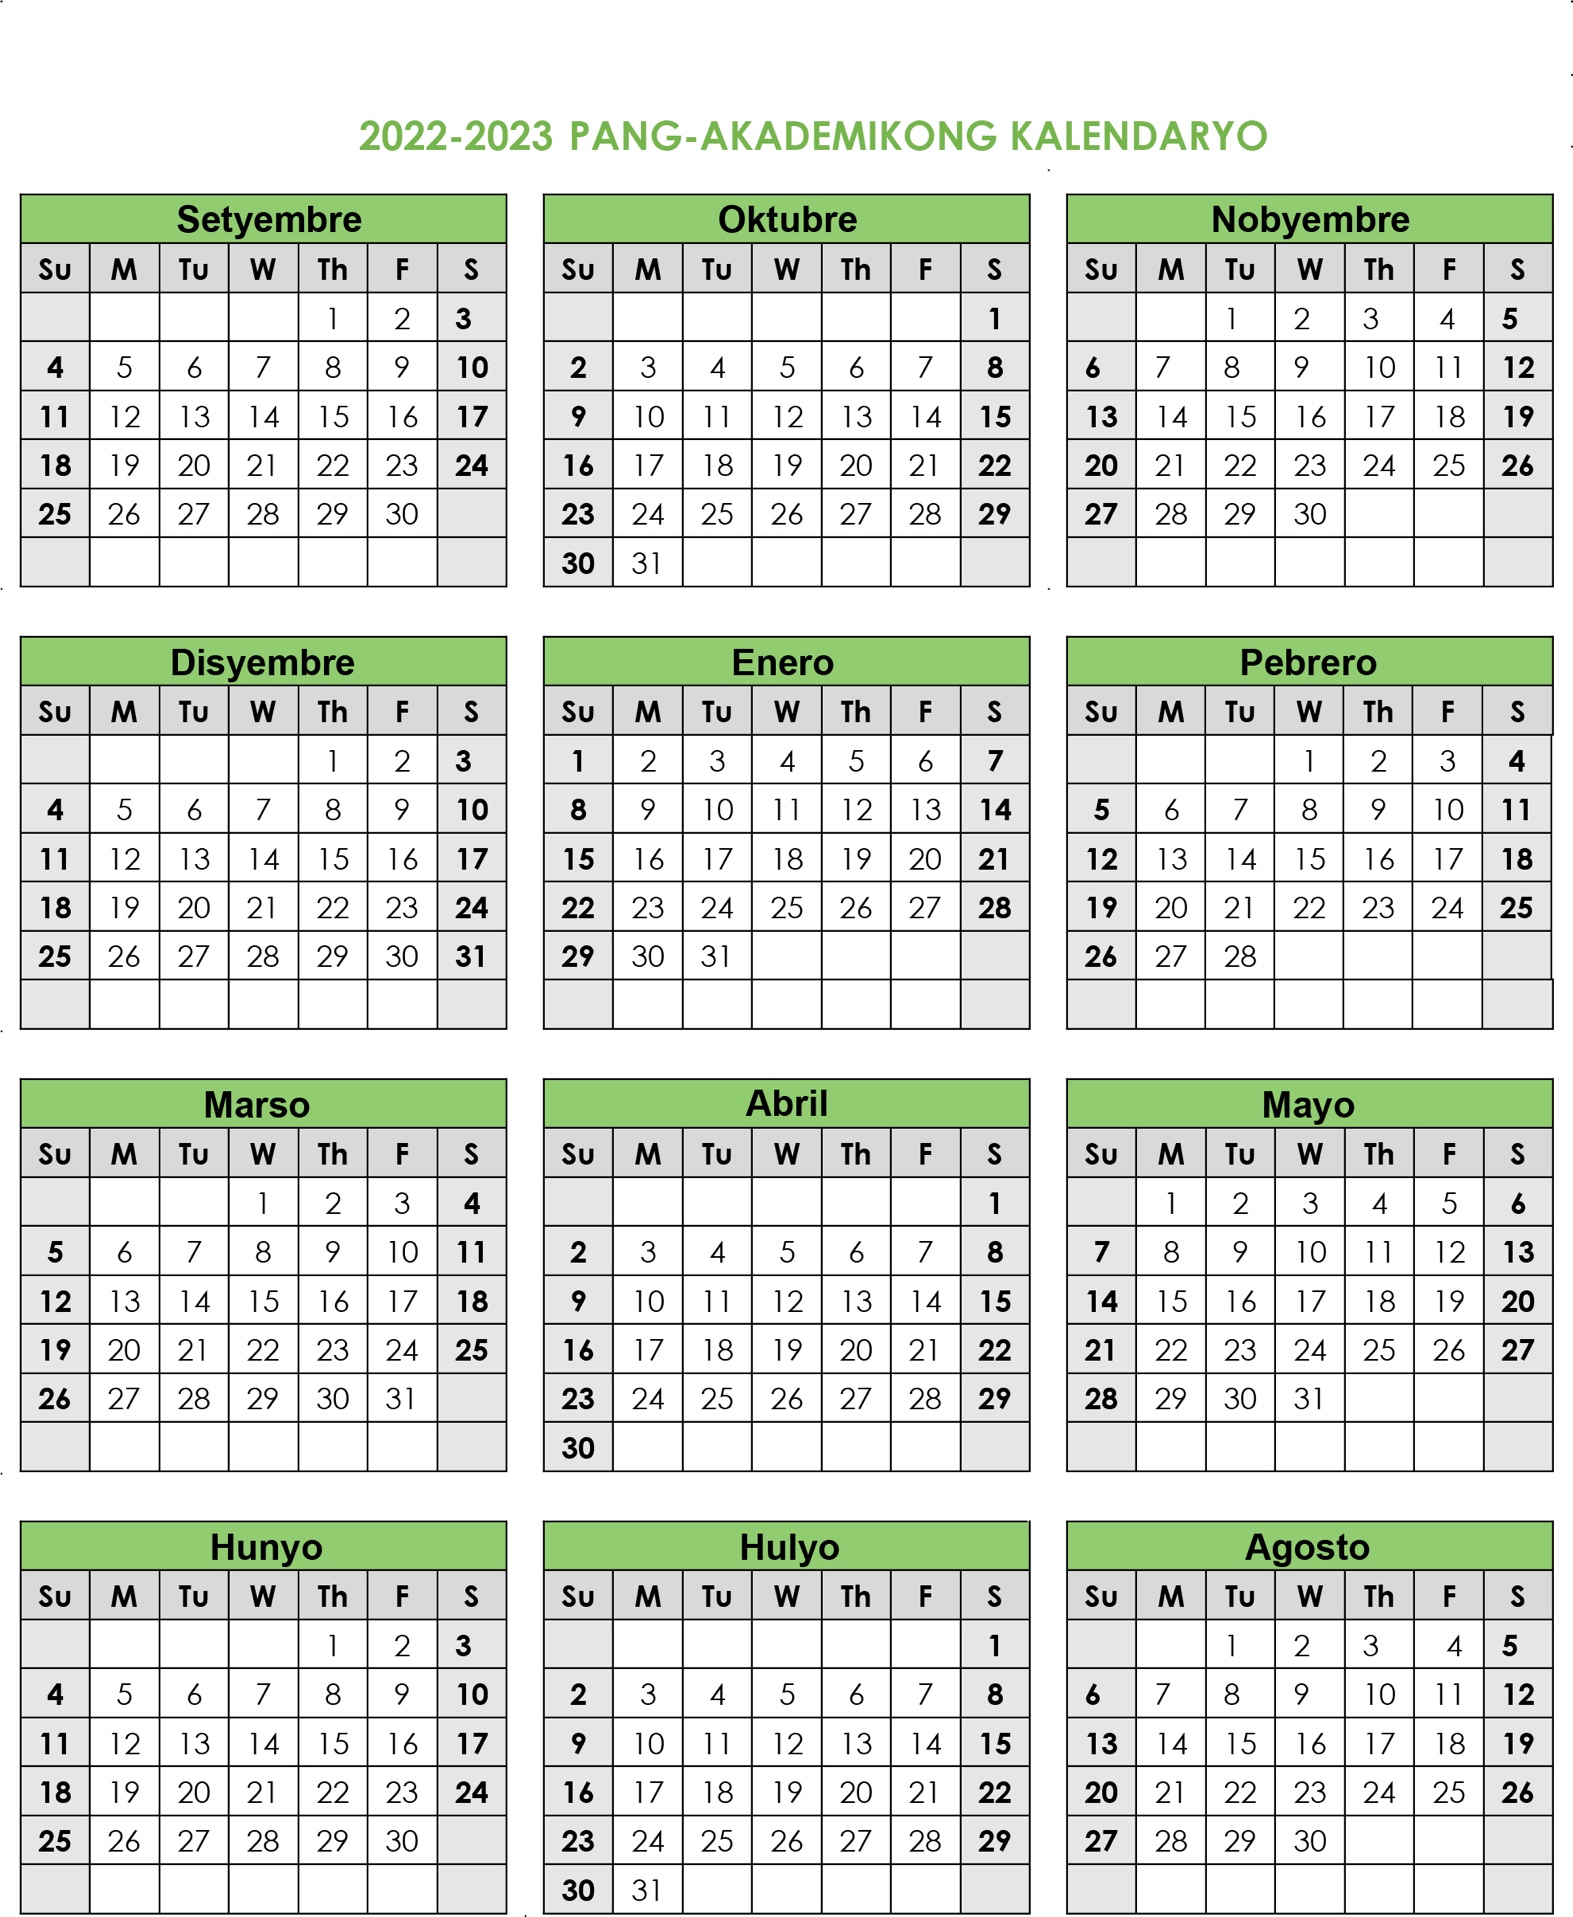 2022-2023 PANG-AKADEMIKONG KALENDARYO
Setyembre
Su M Tu W Th F S
1 2 3
4 5 6 7 8 9 10
11 12 13 14 15 16 17
18 19 20 21 22 23 24
25 26 27 28 29 30
Oktubre
Su M Tu W Th F S
1
2 3 4 5 6 7 8
9 10 11 12 13 14 15
16 17 18 19 20 21 22
23 24 25 26 27 28 29
30 31
Nobyembre
Su M Tu W Th F S
1 2 3 4 5
6 7 8 9 10 11 12
13 14 15 16 17 18 19
20 21 22 23 24 25 26
27 28 29 30
Disyembre
Su M Tu W Th F S
1 2 3
4 5 6 7 8 9 10
11 12 13 14 15 16 17
18 19 20 21 22 23 24
25 26 27 28 29 30 31
Enero
Su M Tu W Th F S
1 2 3 4 5 6 7
8 9 10 11 12 13 14
15 16 17 18 19 20 21
22 23 24 25 26 27 28
29 30 31
Pebrero
Su M Tu W Th F S
1 2 3 4
5 6 7 8 9 10 11
12 13 14 15 16 17 18
19 20 21 22 23 24 25
26 27 28
Marso
Su M Tu W Th F S
1 2 3 4
5 6 7 8 9 10 11
12 13 14 15 16 17 18
19 20 21 22 23 24 25
26 27 28 29 30 31
Abril
Su M Tu W Th F S
1
2 3 4 5 6 7 8
9 10 11 12 13 14 15
16 17 18 19 20 21 22
23 24 25 26 27 28 29
30
Mayo
Su M Tu W Th F S
1 2 3 4 5 6
7 8 9 10 11 12 13
14 15 16 17 18 19 20
21 22 23 24 25 26 27
28 29 30 31
Hunyo
Su M Tu W Th F S
1 2 3
4 5 6 7 8 9 10
11 12 13 14 15 16 17
18 19 20 21 22 23 24
25 26 27 28 29 30
Hulyo
Su M Tu W Th F S
1
2 3 4 5 6 7 8
9 10 11 12 13 14 15
16 17 18 19 20 21 22
23 24 25 26 27 28 29
30 31
Agosto
Su M Tu W Th F S
1 2 3 4 5
6 7 8 9 10 11 12
13 14 15 16 17 18 19
20 21 22 23 24 25 26
27 28 29 30